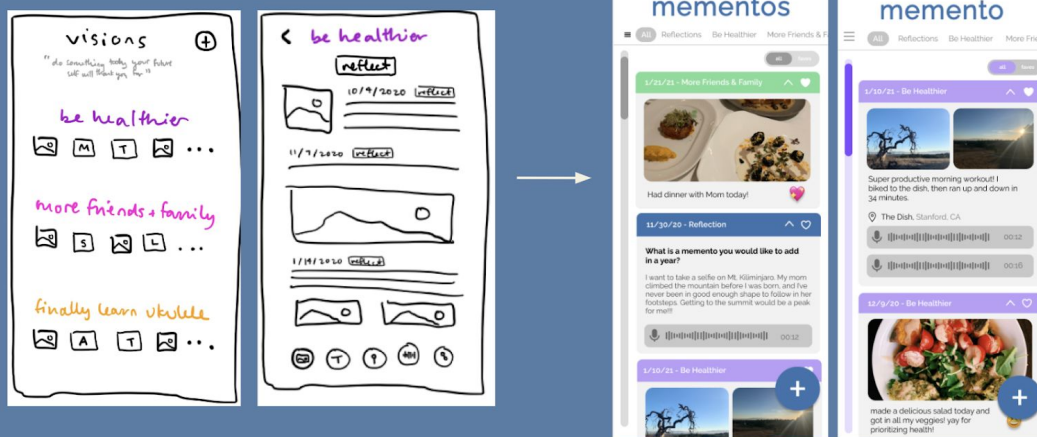 visions
"do something today your future
self will thank you for"
be healthier
M T
more friends + family
S L
finally learn ukulele
A T
be healthier
reflect
10/4/2020 reflect
11/7/2020 reflect
1/19/2020 reflect
T
mementos
All Reflections Be Healthier More Friends & F
all faves
1/21/21 - More Friends & Family
Had dinner with Mom today!
11/30/20 - Reflection
What is a memento you would like to add
in a year?
I want to take a selfie on Mt. Kiliminjaro. My mom
climbed the mountain before I was born, and I've
never been in good enough shape to follow in her
footsteps. Getting to the summit would be a peak
for me!!!
00:12
1/10/21 - Be Healthier
+
memento
All Reflections Be Healthier More Frie
all faves
1/10/21 - Be Healthier
Super productive morning workout! I
biked to the dish, then ran up and down in
34 minutes.
The Dish, Stanford, CA
00:12
00:16
12/9/20 - Be Healthier
made a delicious salad today and
got in all my veggies! yay for
prioritizing health!
+